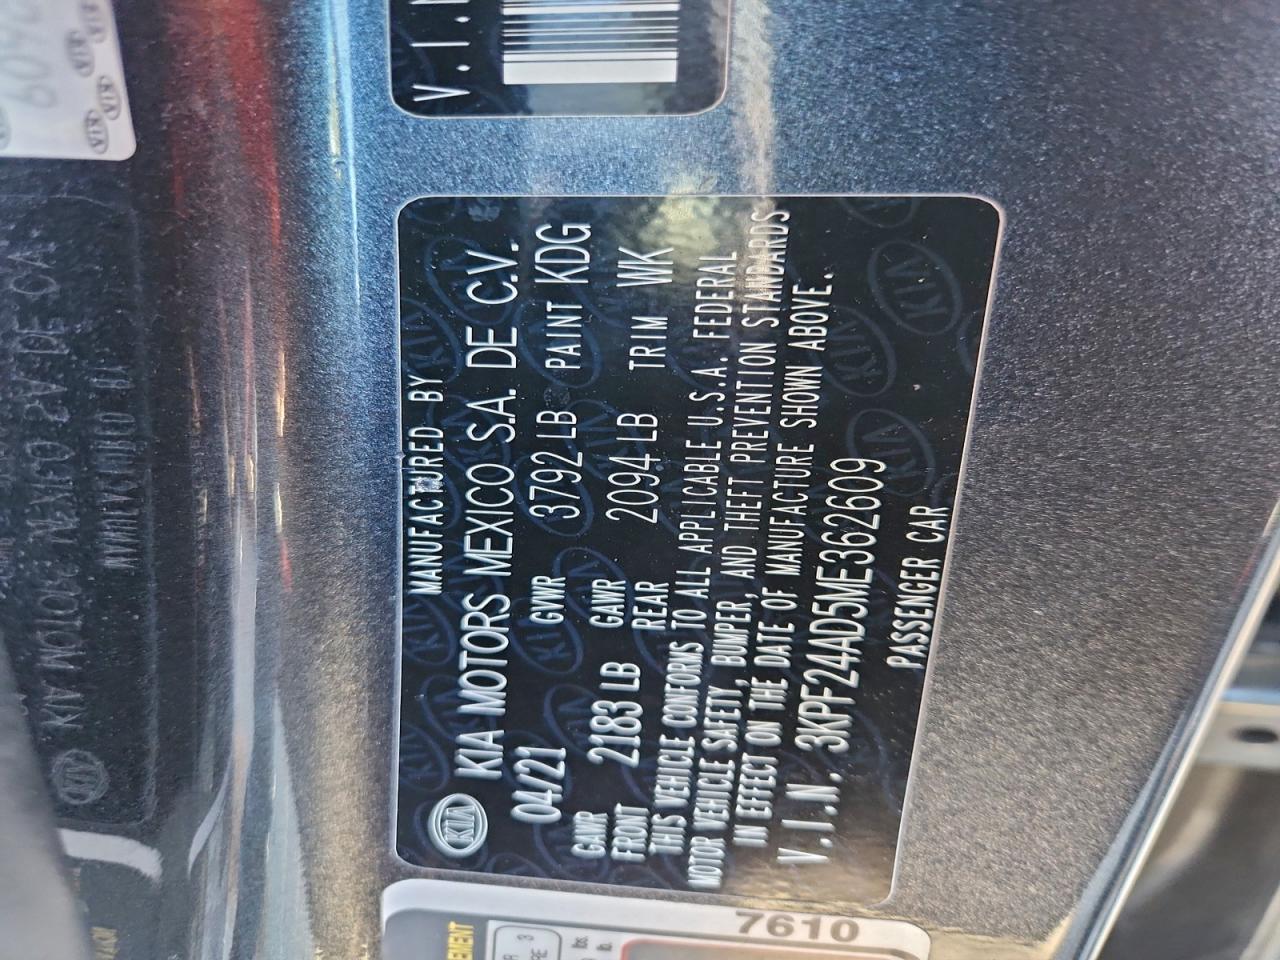 V.I.N
MANUFACTURED BY
KIA
KIA MOTORS MEXICO S.A. DE C.V.
04/21 GVWR 3792 LB PAINT KDG
GAWR FRONT 2183 LB GAWR REAR 2094 LB TRIM WK
THIS VEHICLE CONFORMS TO ALL APPLICABLE U.S.A. FEDERAL
MOTOR VEHICLE SAFETY, BUMPER, AND THEFT PREVENTION STANDARDS
IN EFFECT ON THE DATE OF MANUFACTURE SHOWN ABOVE.
V.I.N. 3KPF24AD5ME362609
PASSENGER CAR
7610